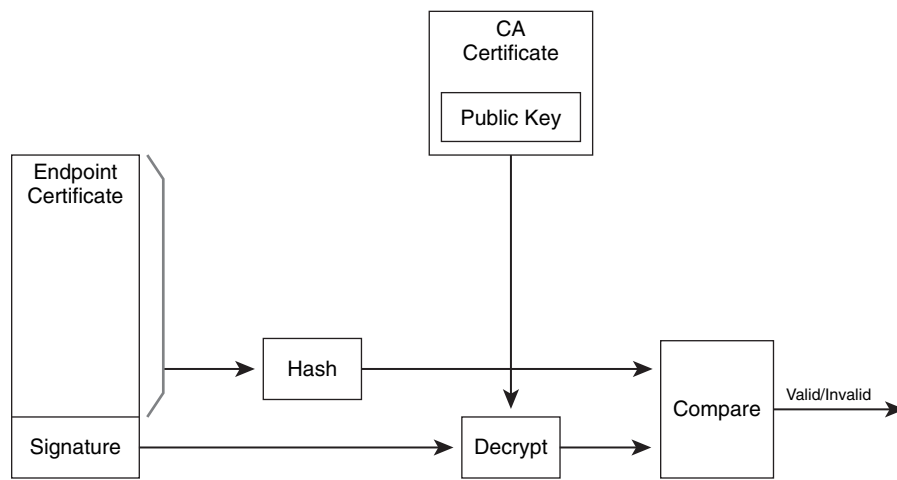 CA
Certificate
Public Key
Endpoint
Certificate
Hash
Compare
Valid/Invalid
Signature
Decrypt